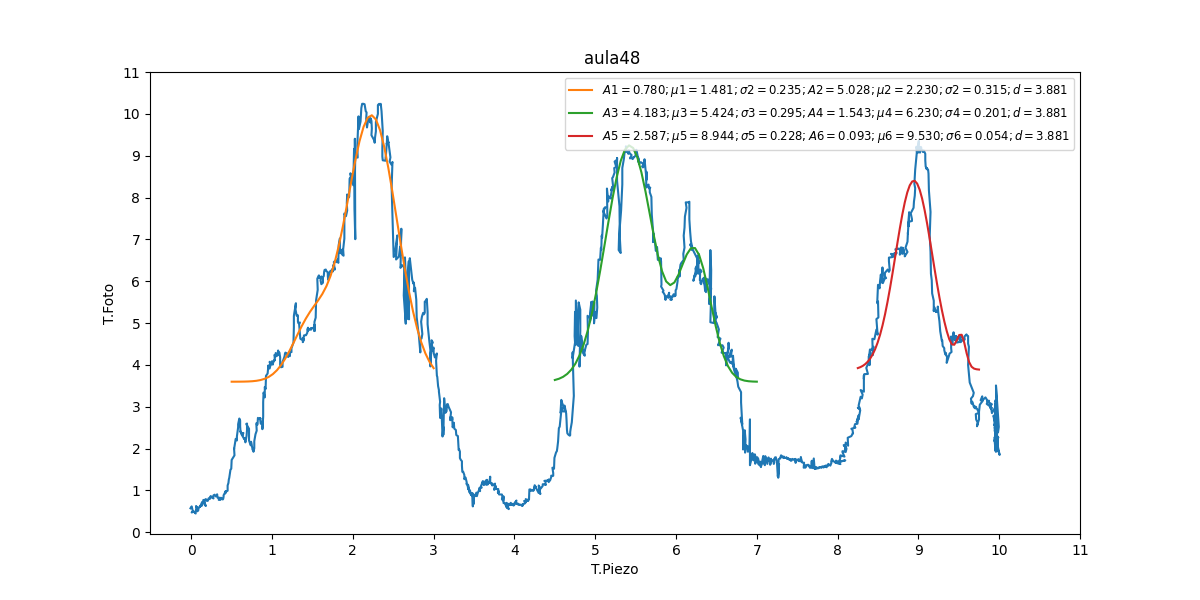 aula48
A1 = 0.780; μ1 = 1.481; σ2 = 0.235; A2 = 5.028; μ2 = 2.230; σ2 = 0.315; d = 3.881
A3 = 4.183; μ3 = 5.424; σ3 = 0.295; A4 = 1.543; μ4 = 6.230; σ4 = 0.201; d = 3.881
A5 = 2.587; μ5 = 8.944; σ5 = 0.228; A6 = 0.093; μ6 = 9.530; σ6 = 0.054; d = 3.881
11
10
9
8
7
6
5
4
3
2
1
0
T.Foto
0 1 2 3 4 5 6 7 8 9 10 11
T.Piezo